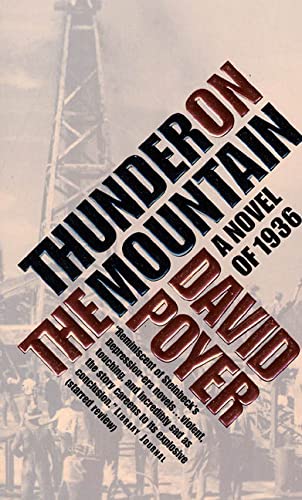 THUNDER ON
THE MOUNTAIN
A NOVEL
OF 1936
DAVID
POYER
"Reminiscent of Steinbeck's
Depression-era novels...violent,
touching and incredibly sad as
the story careens to its explosive
conclusion." LIBRARY JOURNAL
(starred review)